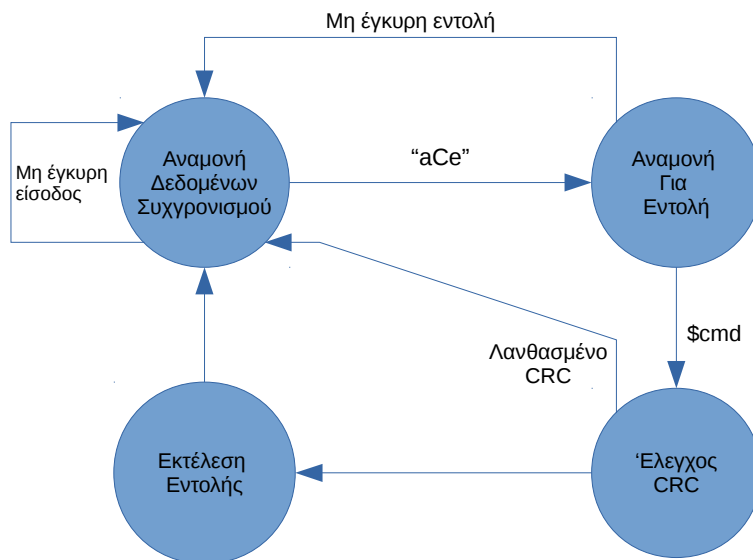 Μη έγκυρη εντολή
Αναμονή
Δεδομένων
Συχγρονισμού
“aCe”
Αναμονή
Για
Εντολή
Μη έγκυρη
είσοδος
$cmd
Λανθασμένο
CRC
Εκτέλεση
Εντολής
‘Ελεγχος
CRC